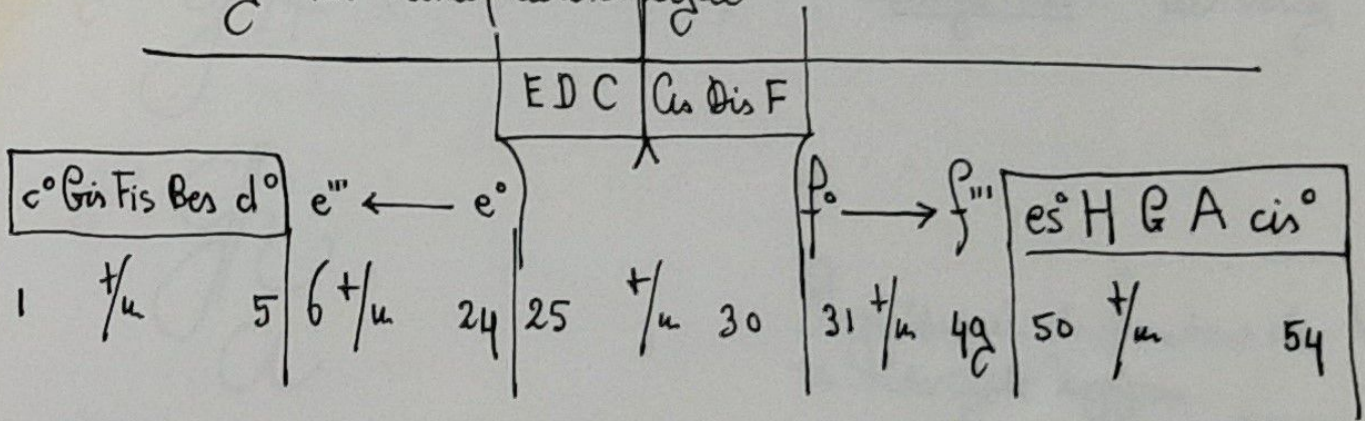 E D C Cis Dis F
c° Gis Fis Bes d° e''' ← e° f° → f''' es° H G A cis°
1 t/m 5 6 t/m 24 25 t/m 30 31 t/m 49 50 t/m 54